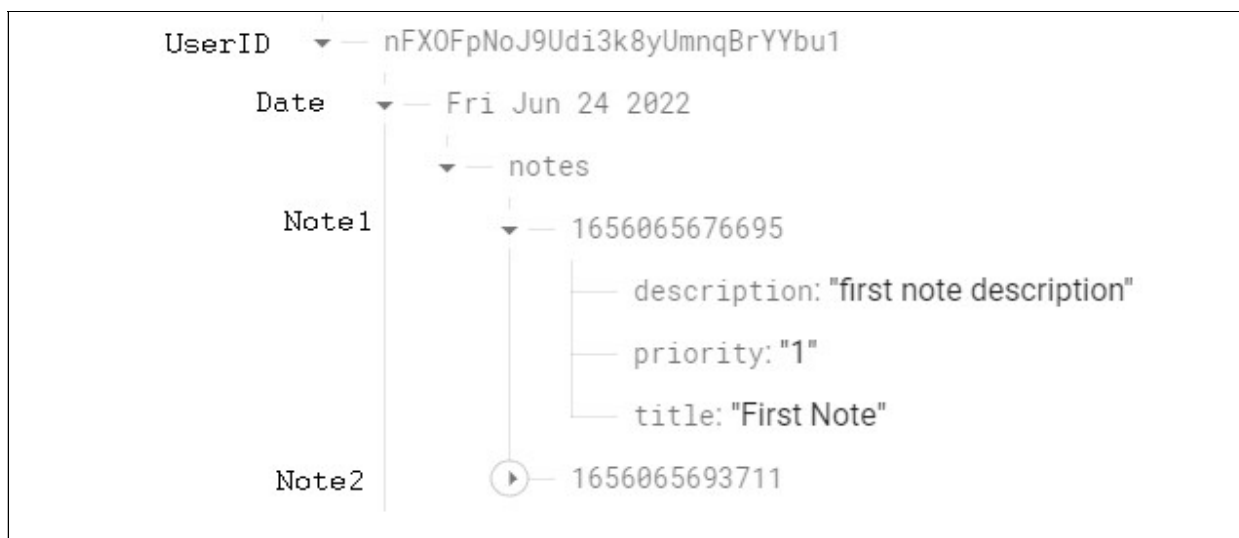 UserID nFXOFpNoJ9Udi3k8yUmnqBrYYbu1
Date Fri Jun 24 2022
notes
Note1 1656065676695
description: "first note description"
priority: "1"
title: "First Note"
Note2 1656065693711